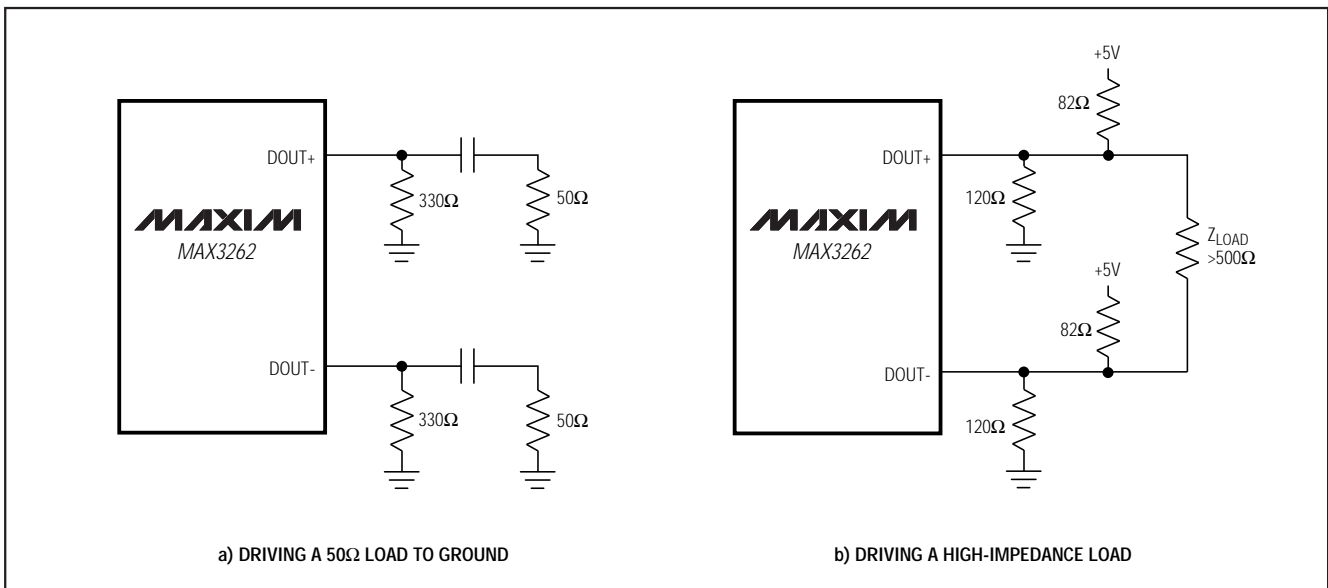 DOUT+
330Ω
50Ω
MAXIM
MAX3262
DOUT-
330Ω
50Ω
a) DRIVING A 50Ω LOAD TO GROUND
+5V
82Ω
DOUT+
120Ω
MAXIM
MAX3262
ZLOAD
>500Ω
+5V
82Ω
DOUT-
120Ω
b) DRIVING A HIGH-IMPEDANCE LOAD